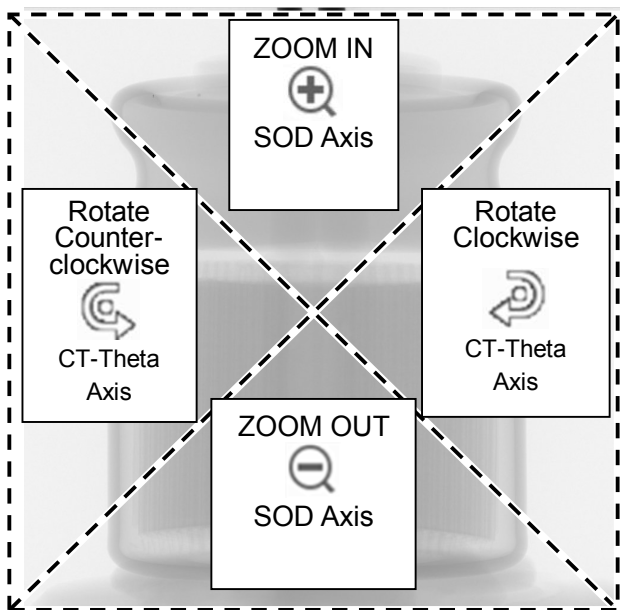 ZOOM IN
SOD Axis
Rotate
Counter-
clockwise
CT-Theta
Axis
Rotate
Clockwise
CT-Theta
Axis
ZOOM OUT
SOD Axis